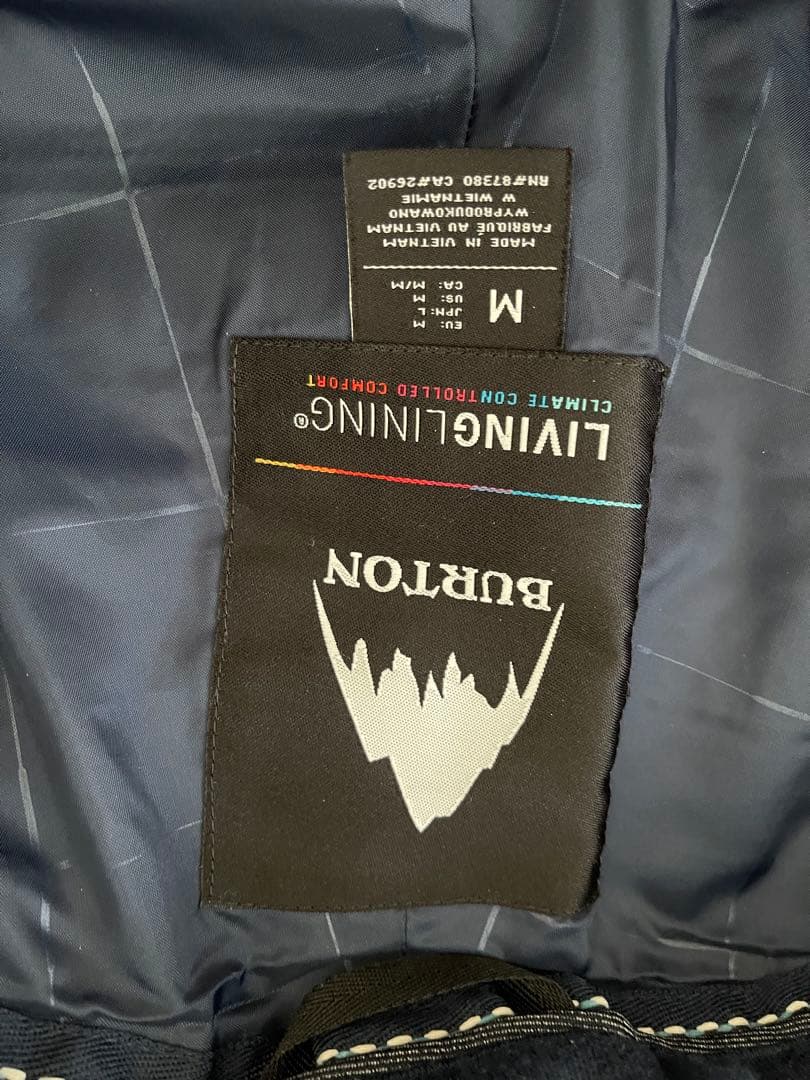 BURTON
LIVINGLINING®
CLIMATE CONTROLLED COMFORT
M
EU: M
JPN: L
US: M
CA: M/M
MADE IN VIETNAM
FABRIQUÉ AU VIETNAM
WYPRODUKOWANO
W WIETNAMIE
RN#87380 CA#26902